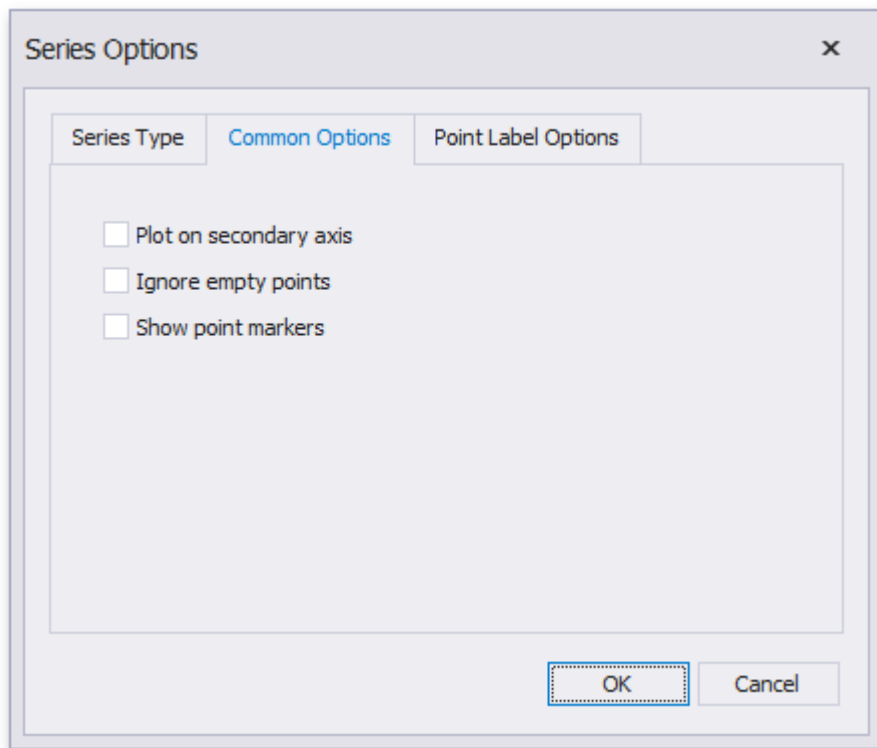 Series Options
Series Type Common Options Point Label Options
Plot on secondary axis
Ignore empty points
Show point markers
OK Cancel